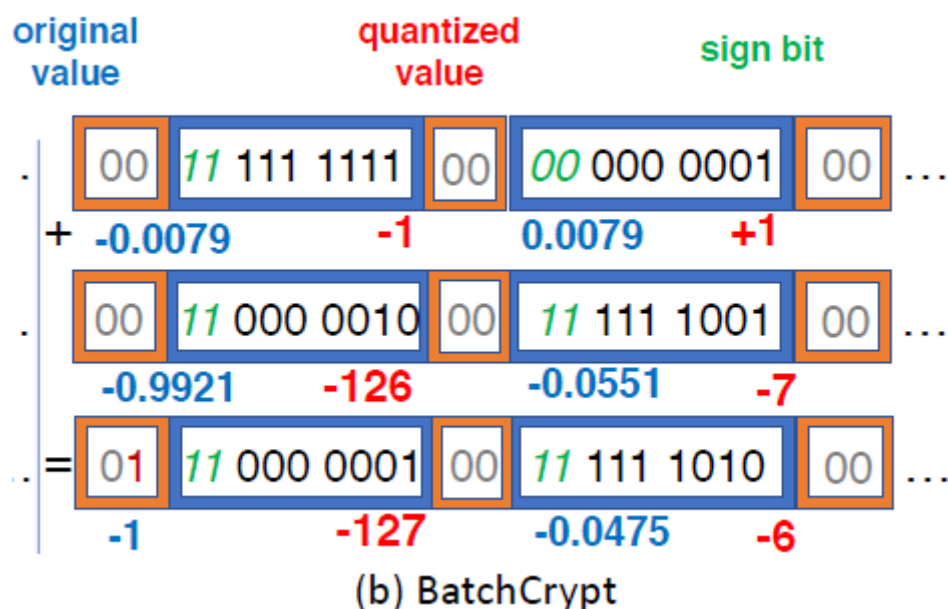 original value quantized value sign bit
. 00 11 111 1111 00 00 000 0001 00 ...
+ -0.0079 -1 0.0079 +1
. 00 11 000 0010 00 11 111 1001 00 ...
-0.9921 -126 -0.0551 -7
.. = 01 11 000 0001 00 11 111 1010 00 ...
-1 -127 -0.0475 -6
(b) BatchCrypt